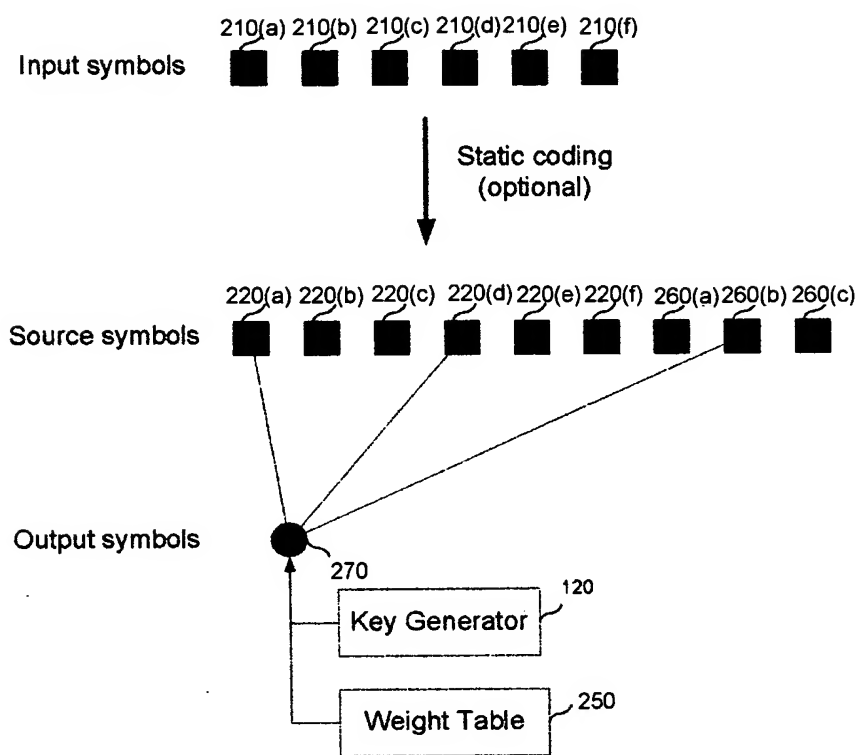 210(a) 210(b) 210(c) 210(d) 210(e) 210(f)
Input symbols
Static coding
(optional)
220(a) 220(b) 220(c) 220(d) 220(e) 220(f) 260(a) 260(b) 260(c)
Source symbols
Output symbols
270
120
Key Generator
250
Weight Table